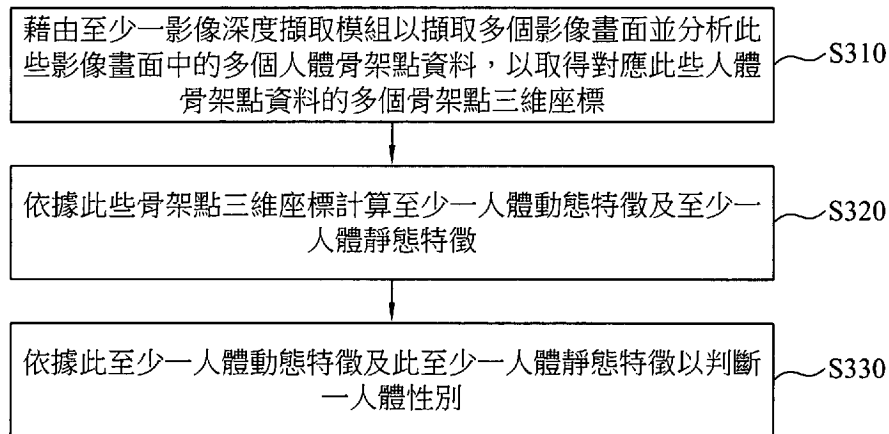 藉由至少一影像深度擷取模組以擷取多個影像畫面並分析此
些影像畫面中的多個人體骨架點資料,以取得對應此些人體
骨架點資料的多個骨架點三維座標
S310
依據此些骨架點三維座標計算至少一人體動態特徵及至少一
人體靜態特徵
S320
依據此至少一人體動態特徵及此至少一人體靜態特徵以判斷
一人體性別
S330